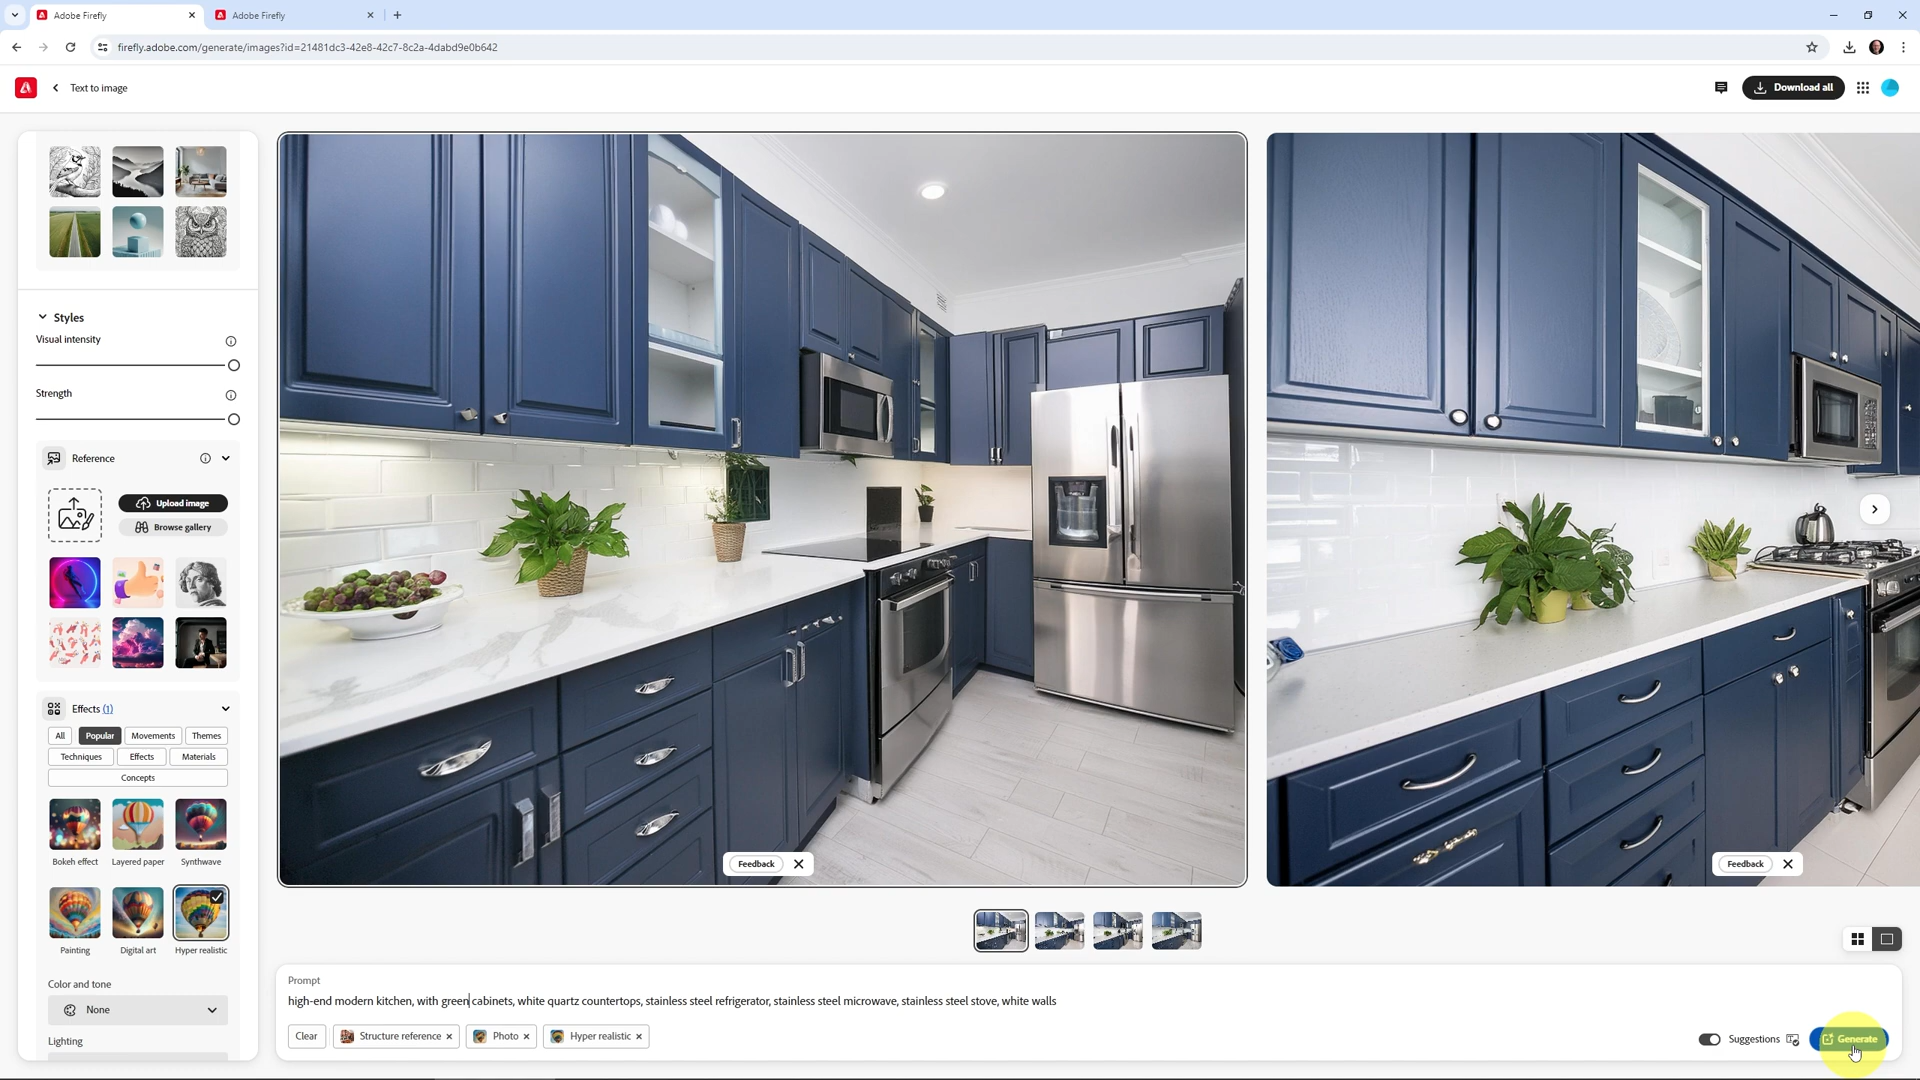 Adobe Firefly
Adobe Firefly
firefly.adobe.com/generate/images?id=21481dc3-42e8-42c7-8c2a-4dabd9e0b642
Text to image
Download all
Styles
Visual intensity
Strength
Reference
Upload image
Browse gallery
Effects (1)
All
Popular
Movements
Themes
Techniques
Effects
Materials
Concepts
Bokeh effect
Layered paper
Synthwave
Painting
Digital art
Hyper realistic
Color and tone
None
Lighting
Feedback
Feedback
Prompt
high-end modern kitchen, with green cabinets, white quartz countertops, stainless steel refrigerator, stainless steel microwave, stainless steel stove, white walls
Clear
Structure reference
Photo
Hyper realistic
Suggestions
Generate